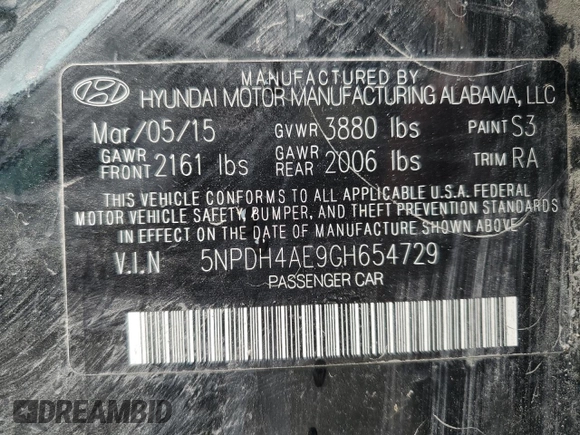 MANUFACTURED BY
HYUNDAI MOTOR MANUFACTURING ALABAMA, LLC
Mar/05/15 GVWR 3880 lbs PAINT S3
GAWR FRONT 2161 lbs GAWR REAR 2006 lbs TRIM RA
THIS VEHICLE CONFORMS TO ALL APPLICABLE U.S.A. FEDERAL
MOTOR VEHICLE SAFETY, BUMPER, AND THEFT PREVENTION STANDARDS
IN EFFECT ON THE DATE OF MANUFACTURE SHOWN ABOVE
V.I.N 5NPDH4AE9GH654729
PASSENGER CAR
DREAMBID